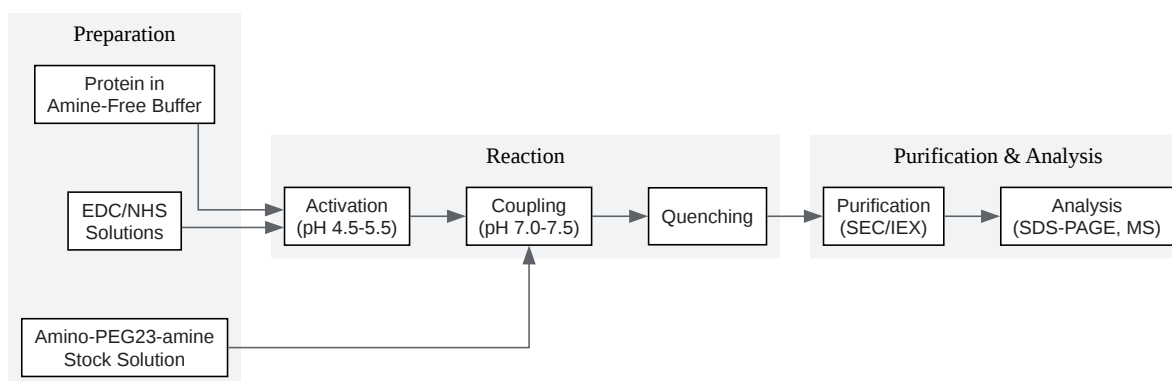 Preparation
Protein in
Amine-Free Buffer
EDC/NHS
Solutions
Amino-PEG23-amine
Stock Solution
Reaction
Activation
(pH 4.5-5.5)
Coupling
(pH 7.0-7.5)
Quenching
Purification & Analysis
Purification
(SEC/IEX)
Analysis
(SDS-PAGE, MS)